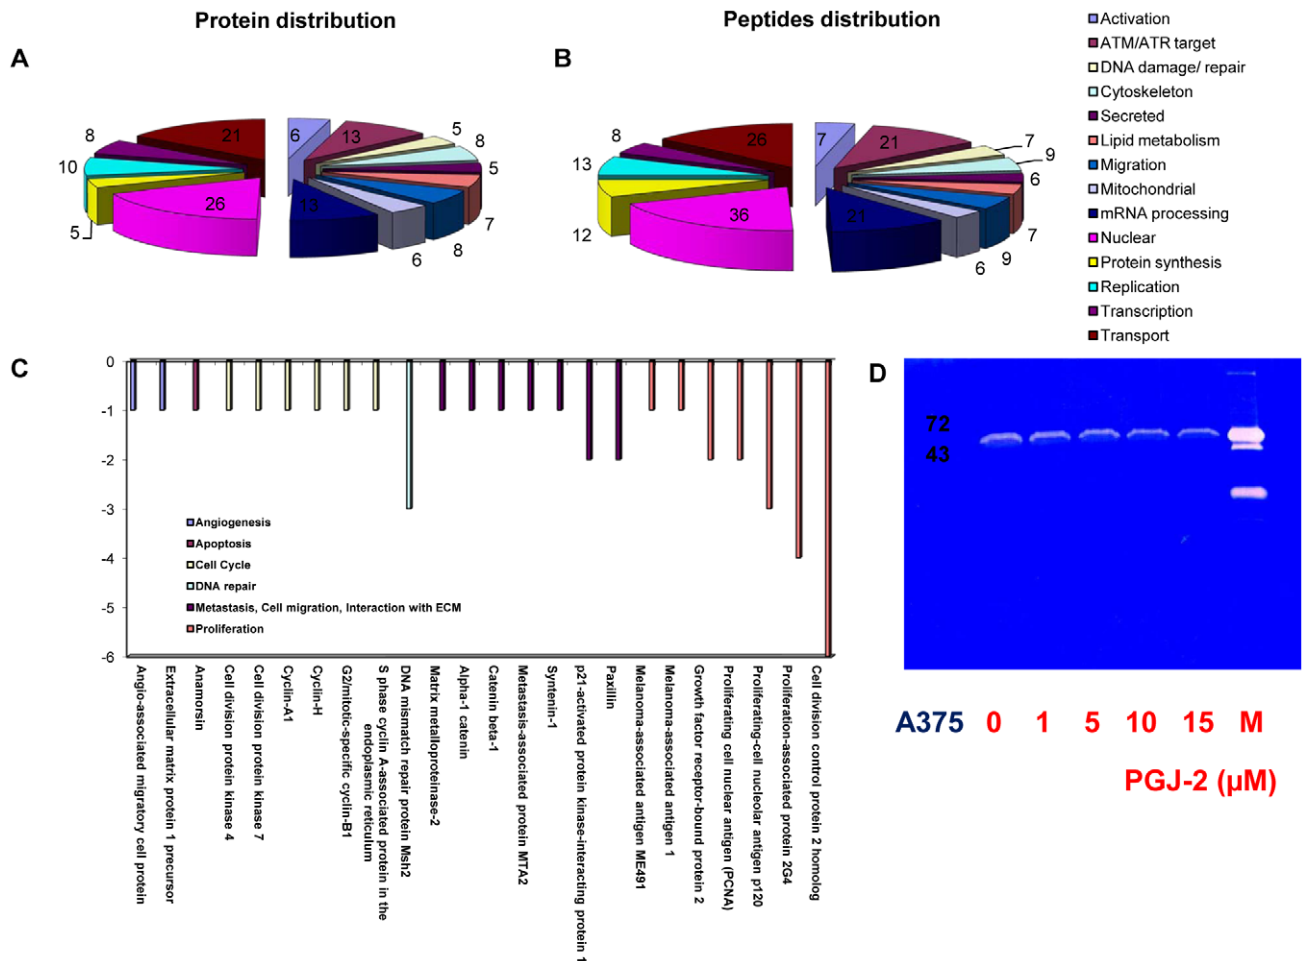 Protein distribution
Peptides distribution
A
B
6
13
5
8
5
7
8
6
13
26
5
10
8
21
7
21
7
9
6
7
9
6
21
36
12
13
8
26
Activation
ATM/ATR target
DNA damage/ repair
Cytoskeleton
Secreted
Lipid metabolism
Migration
Mitochondrial
mRNA processing
Nuclear
Protein synthesis
Replication
Transcription
Transport
C
0
-1
-2
-3
-4
-5
-6
Angiogenesis
Apoptosis
Cell Cycle
DNA repair
Metastasis, Cell migration, Interaction with ECM
Proliferation
Angio-associated migratory cell protein
Extracellular matrix protein 1 precursor
Anamorsin
Cell division protein kinase 4
Cell division protein kinase 7
Cyclin-A1
Cyclin-H
G2/mitotic-specific cyclin-B1
S phase cyclin A-associated protein in the
endoplasmic reticulum
DNA mismatch repair protein Msh2
Matrix metalloproteinase-2
Alpha-1 catenin
Catenin beta-1
Metastasis-associated protein MTA2
Syntenin-1
p21-activated protein kinase-interacting protein 1
Paxillin
Melanoma-associated antigen ME491
Melanoma-associated antigen 1
Growth factor receptor-bound protein 2
Proliferating cell nuclear antigen (PCNA)
Proliferating-cell nucleolar antigen p120
Proliferation-associated protein 2G4
Cell division control protein 2 homolog
D
72
43
A375 0 1 5 10 15 M
PGJ-2 (µM)